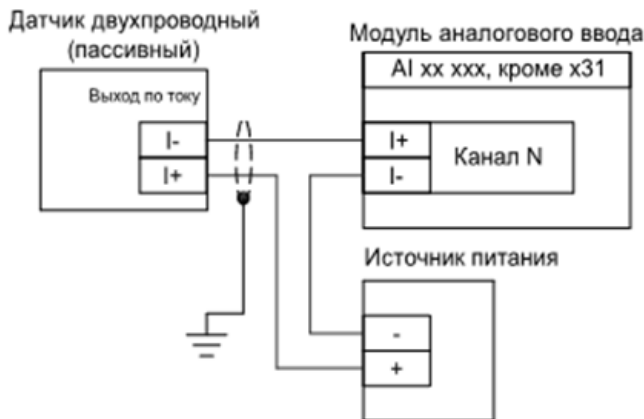 Датчик двухпроводный
(пассивный)
Модуль аналогового ввода
AI xx xxx, кроме x31
Выход по току
I-
I+
I+
I-
Канал N
Источник питания
-
+